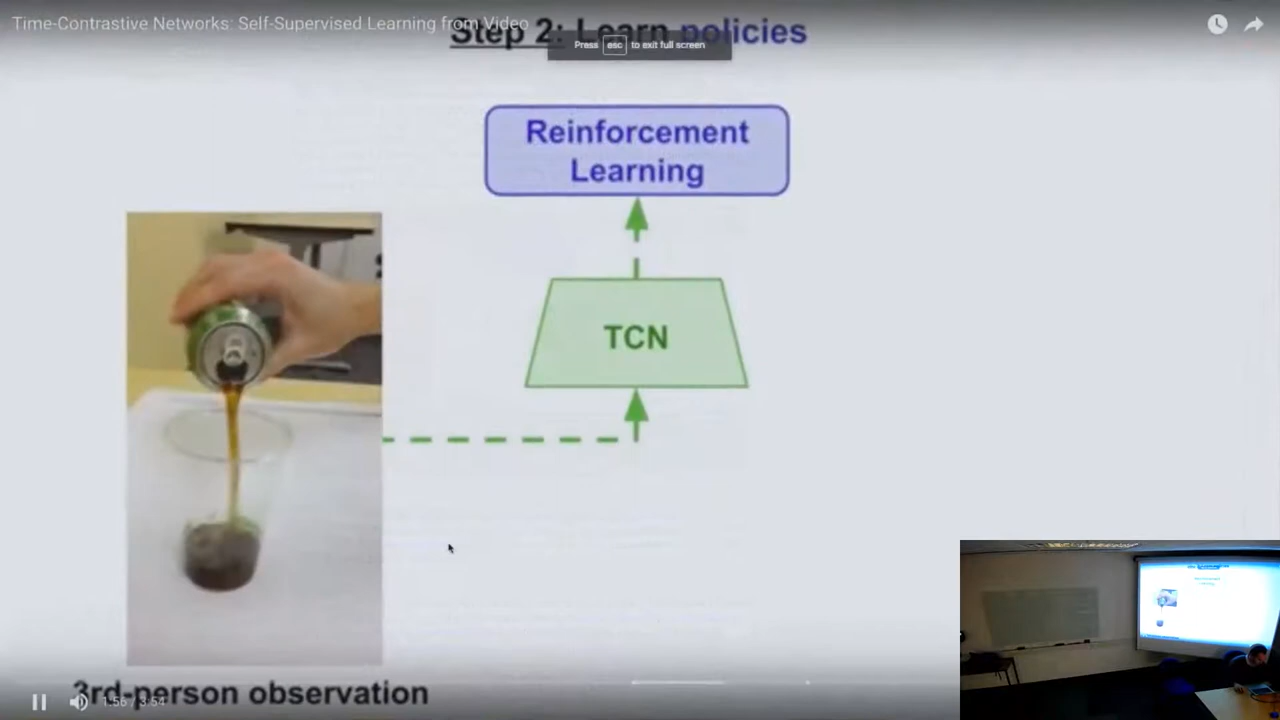 Time-Contrastive Networks: Self-Supervised Learning from Video
Step 2: Learn policies
Press esc to exit full screen
Reinforcement
Learning
TCN
3rd-person observation
1:56 / 3:54